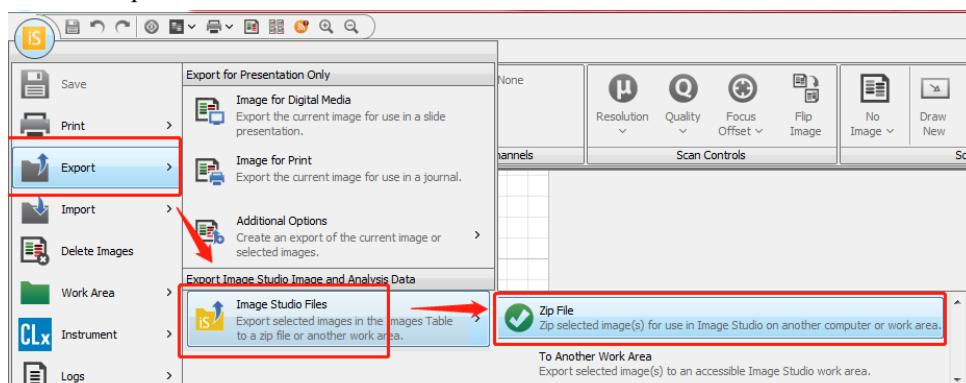 iS
Save
Print
Export
Import
Delete Images
Work Area
CLx
Instrument
Logs
Export for Presentation Only
Image for Digital Media
Export the current image for use in a slide
presentation.
Image for Print
Export the current image for use in a journal.
Additional Options
Create an export of the current image or
selected images.
Export Image Studio Image and Analysis Data
iS
Image Studio Files
Export selected images in the Images Table
to a zip file or another work area.
Zip File
Zip selected image(s) for use in Image Studio on another computer or work area.
To Another Work Area
Export selected image(s) to an accessible Image Studio work area.
None
hannels
µ
Resolution
Q
Quality
Focus
Offset
Flip
Image
Scan Controls
No
Image
Draw
New
Sc